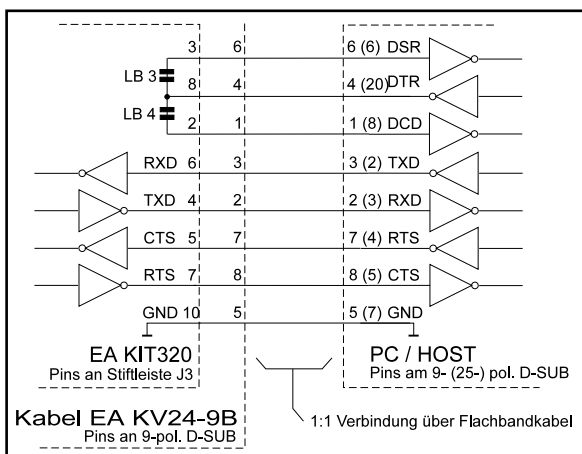 3 6 6 (6) DSR
LB 3
8 4 4 (20) DTR
LB 4
2 1 1 (8) DCD
RXD 6 3 3 (2) TXD
TXD 4 2 2 (3) RXD
CTS 5 7 7 (4) RTS
RTS 7 8 8 (5) CTS
GND 10 5 5 (7) GND
EA KIT320
Pins an Stiftleiste J3
PC / HOST
Pins am 9- (25-) pol. D-SUB
Kabel EA KV24-9B
Pins an 9-pol. D-SUB
1:1 Verbindung über Flachbandkabel